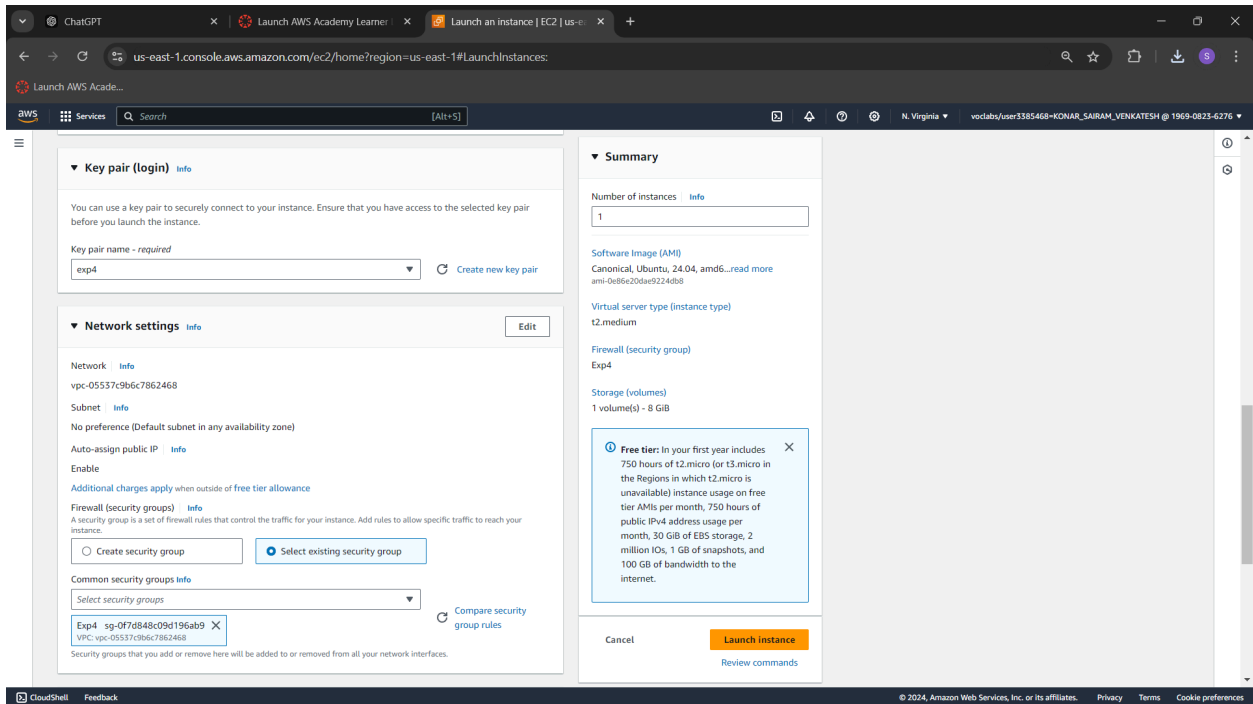 ChatGPT
Launch AWS Academy Learner L
Launch an instance | EC2 | us-ea
us-east-1.console.aws.amazon.com/ec2/home?region=us-east-1#LaunchInstances:
S
Launch AWS Acade...
aws
Services
Search
[Alt+S]
N. Virginia
voclabs/user3385468=KONAR_SAIRAM_VENKATESH @ 1969-0823-6276
Key pair (login) Info
You can use a key pair to securely connect to your instance. Ensure that you have access to the selected key pair
before you launch the instance.
Key pair name - required
exp4
Create new key pair
Network settings Info
Edit
Network Info
vpc-05537c9b6c7862468
Subnet Info
No preference (Default subnet in any availability zone)
Auto-assign public IP Info
Enable
Additional charges apply when outside of free tier allowance
Firewall (security groups) Info
A security group is a set of firewall rules that control the traffic for your instance. Add rules to allow specific traffic to reach your
instance.
Create security group
Select existing security group
Common security groups Info
Select security groups
Exp4 sg-0f7d848c09d196ab9
VPC: vpc-05537c9b6c7862468
Compare security
group rules
Security groups that you add or remove here will be added to or removed from all your network interfaces.
Summary
Number of instances Info
1
Software Image (AMI)
Canonical, Ubuntu, 24.04, amd6...read more
ami-0e86e20dae9224db8
Virtual server type (instance type)
t2.medium
Firewall (security group)
Exp4
Storage (volumes)
1 volume(s) - 8 GiB
Free tier: In your first year includes
750 hours of t2.micro (or t3.micro in
the Regions in which t2.micro is
unavailable) instance usage on free
tier AMIs per month, 750 hours of
public IPv4 address usage per
month, 30 GiB of EBS storage, 2
million IOs, 1 GB of snapshots, and
100 GB of bandwidth to the
internet.
Cancel
Launch instance
Review commands
CloudShell
Feedback
© 2024, Amazon Web Services, Inc. or its affiliates.
Privacy
Terms
Cookie preferences